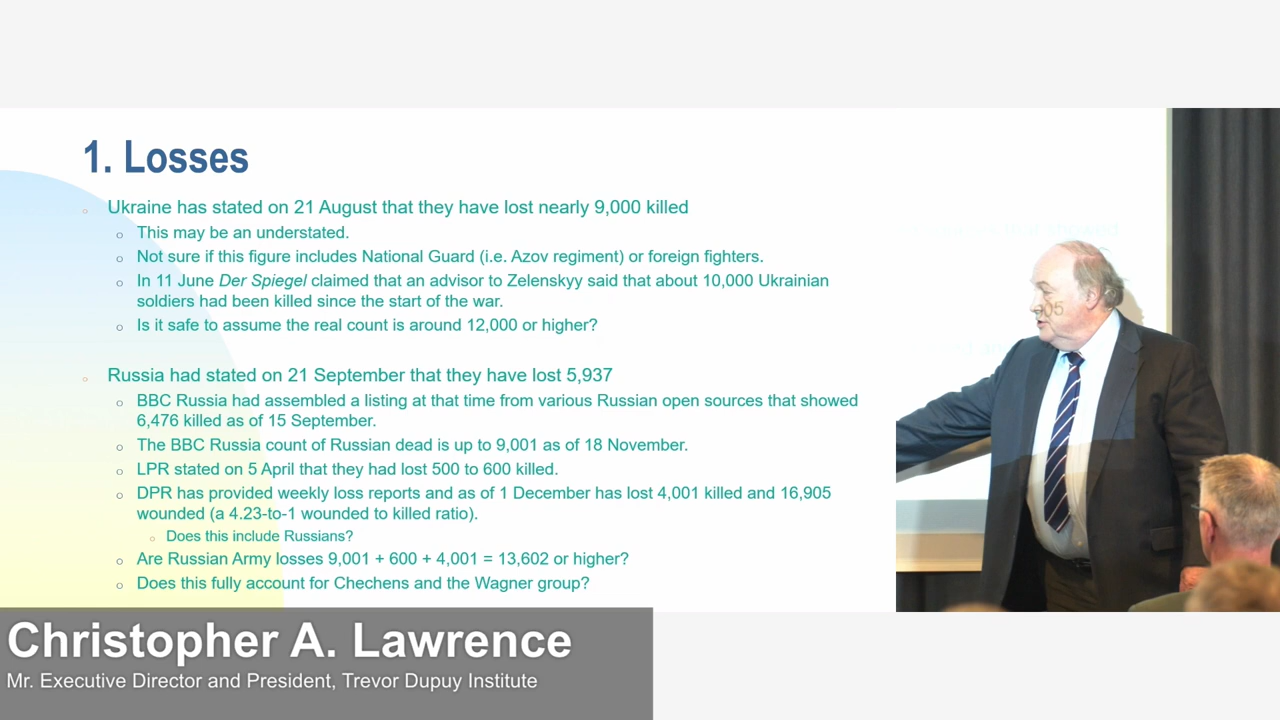 1. Losses
Ukraine has stated on 21 August that they have lost nearly 9,000 killed
This may be an understated.
Not sure if this figure includes National Guard (i.e. Azov regiment) or foreign fighters.
In 11 June Der Spiegel claimed that an advisor to Zelenskyy said that about 10,000 Ukrainian
soldiers had been killed since the start of the war.
Is it safe to assume the real count is around 12,000 or higher?
Russia had stated on 21 September that they have lost 5,937
BBC Russia had assembled a listing at that time from various Russian open sources that showed
6,476 killed as of 15 September.
The BBC Russia count of Russian dead is up to 9,001 as of 18 November.
LPR stated on 5 April that they had lost 500 to 600 killed.
DPR has provided weekly loss reports and as of 1 December has lost 4,001 killed and 16,905
wounded (a 4.23-to-1 wounded to killed ratio).
Does this include Russians?
Are Russian Army losses 9,001 + 600 + 4,001 = 13,602 or higher?
Does this fully account for Chechens and the Wagner group?
Christopher A. Lawrence
Mr. Executive Director and President, Trevor Dupuy Institute